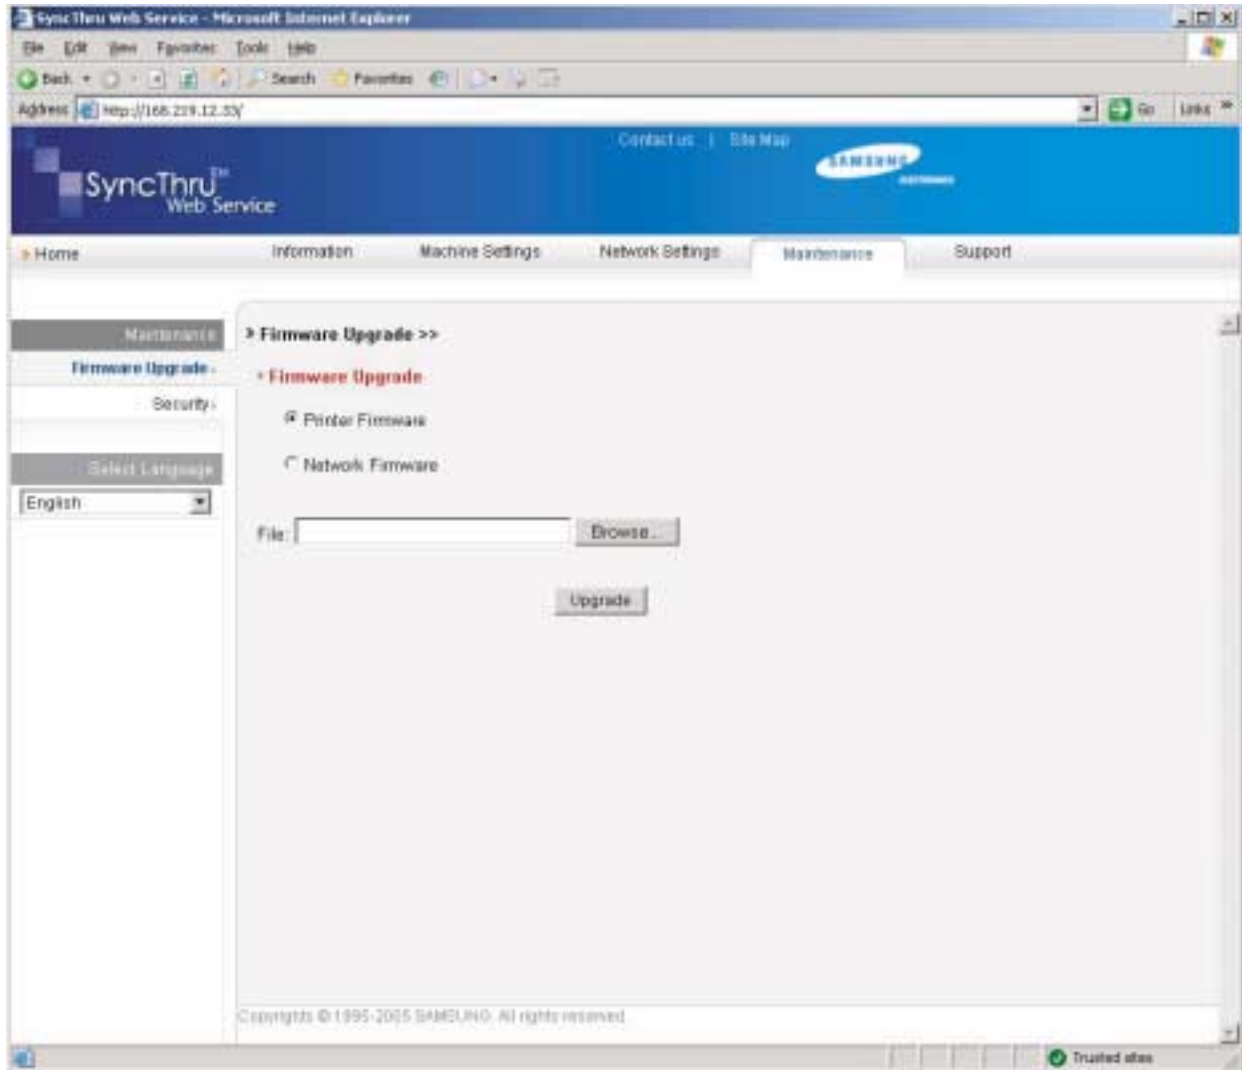 SyncThru Web Service - Microsoft Internet Explorer
File Edit View Favorites Tools Help
Back Search Favorites
Address http://168.219.12.33/ Go Links »
Contact us | Site Map
SAMSUNG
ELECTRONICS
SyncThru™
Web Service
Home Information Machine Settings Network Settings Maintenance Support
Maintenance
Firmware Upgrade
Security
Select Language
English
Firmware Upgrade >>
Firmware Upgrade
Printer Firmware
Network Firmware
File: Browse...
Upgrade
Copyrights © 1995-2005 SAMSUNG. All rights reserved.
Trusted sites